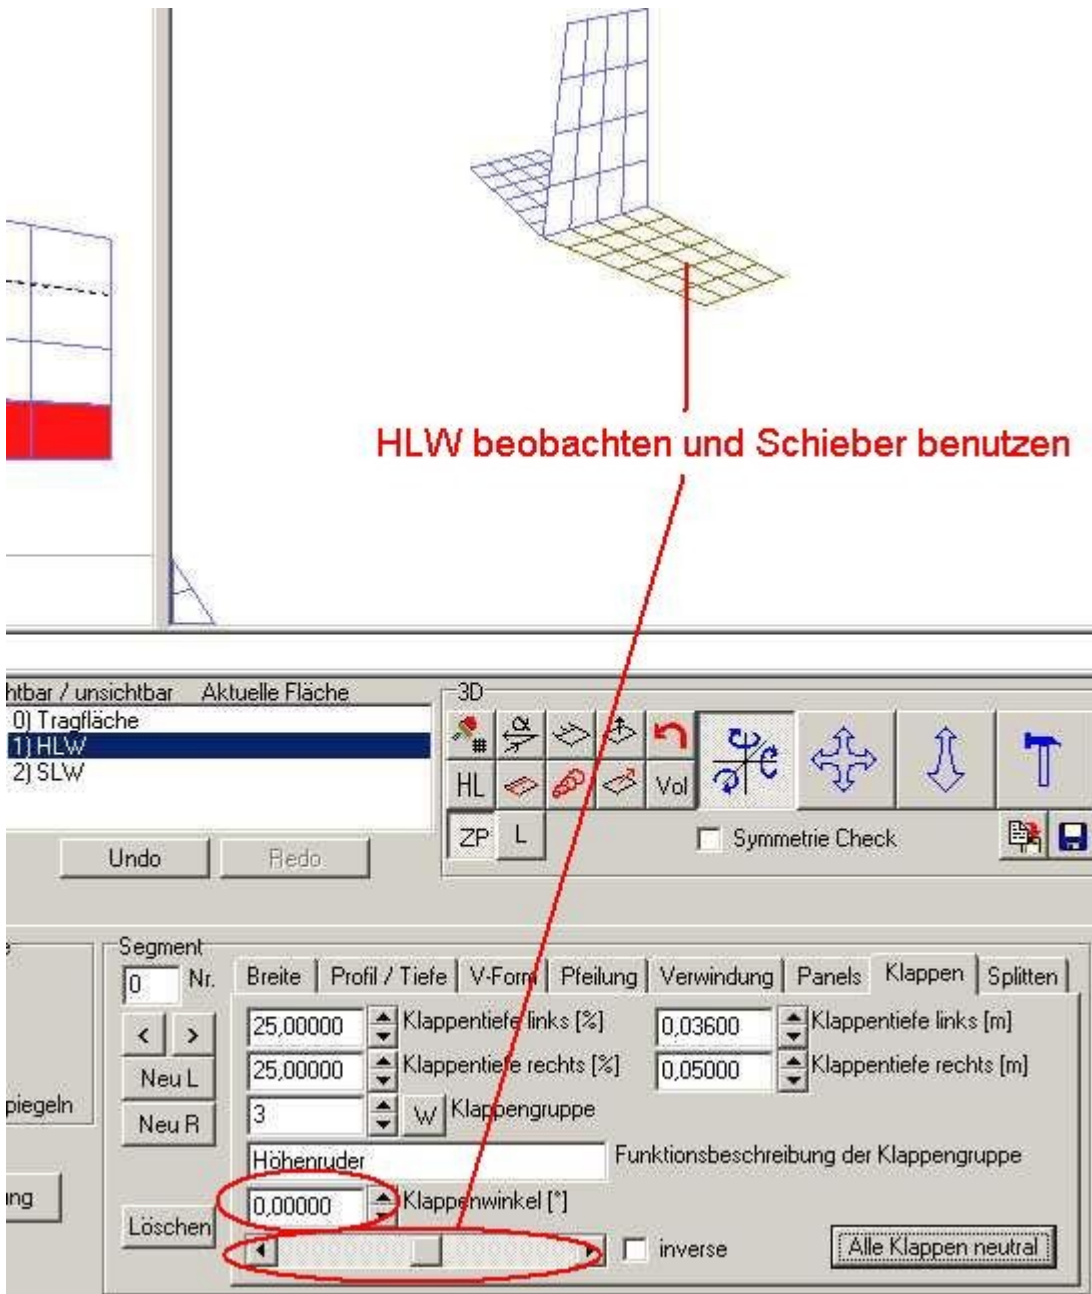 HLW beobachten und Schieber benutzen
htbar / unsichtbar Aktuelle Fläche
0) Tragfläche
1) HLW
2) SLW
Undo
Redo
3D
α
#
HL
Vol
ZP
L
Symmetrie Check
e
piegeln
ung
Segment
0 Nr.
< >
Neu L
Neu R
Löschen
Breite Profil / Tiefe V-Form Pfeilung Verwindung Panels Klappen Splitten
25,00000 Klappentiefe links [%] 0,03600 Klappentiefe links [m]
25,00000 Klappentiefe rechts [%] 0,05000 Klappentiefe rechts [m]
3 W Klappengruppe
Höhenruder Funktionsbeschreibung der Klappengruppe
0,00000 Klappenwinkel [°]
inverse Alle Klappen neutral